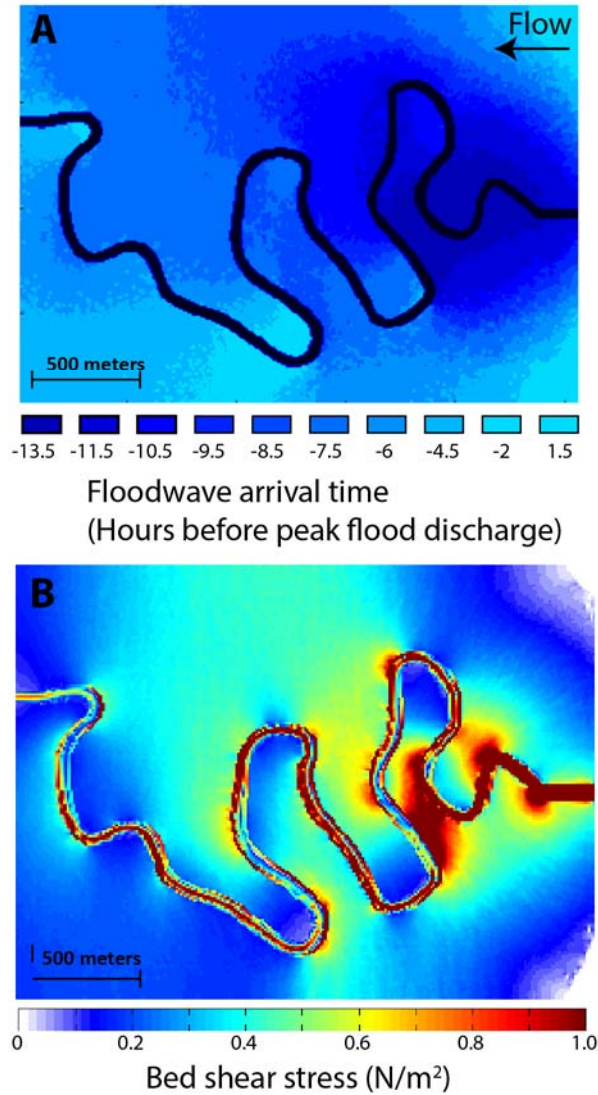 A
Flow
500 meters
-13.5 -11.5 -10.5 -9.5 -8.5 -7.5 -6 -4.5 -2 1.5
Floodwave arrival time
(Hours before peak flood discharge)
B
500 meters
0 0.2 0.4 0.6 0.8 1.0
Bed shear stress (N/m²)